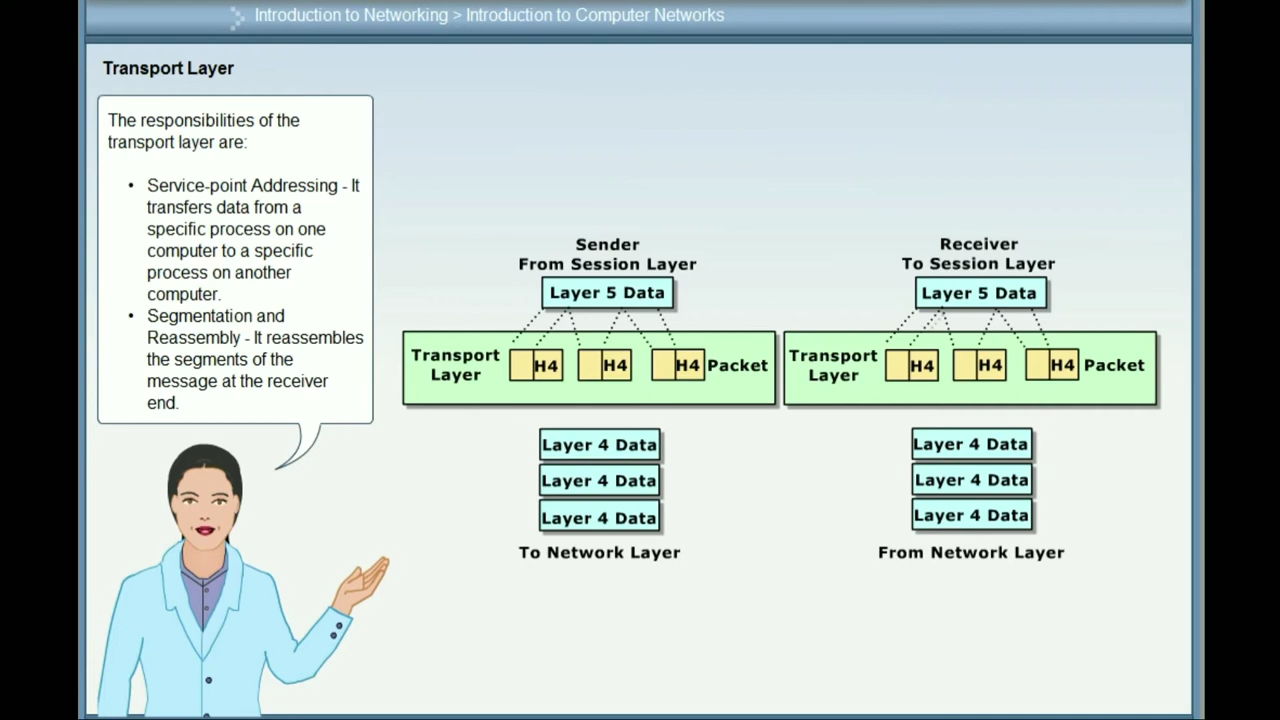 Introduction to Networking > Introduction to Computer Networks
Transport Layer
The responsibilities of the
transport layer are:
• Service-point Addressing - It
transfers data from a
specific process on one
computer to a specific
process on another
computer.
• Segmentation and
Reassembly - It reassembles
the segments of the
message at the receiver
end.
Sender
From Session Layer
Layer 5 Data
Transport
Layer
H4
H4
H4
Packet
Layer 4 Data
Layer 4 Data
Layer 4 Data
To Network Layer
Receiver
To Session Layer
Layer 5 Data
Transport
Layer
H4
H4
H4
Packet
Layer 4 Data
Layer 4 Data
Layer 4 Data
From Network Layer